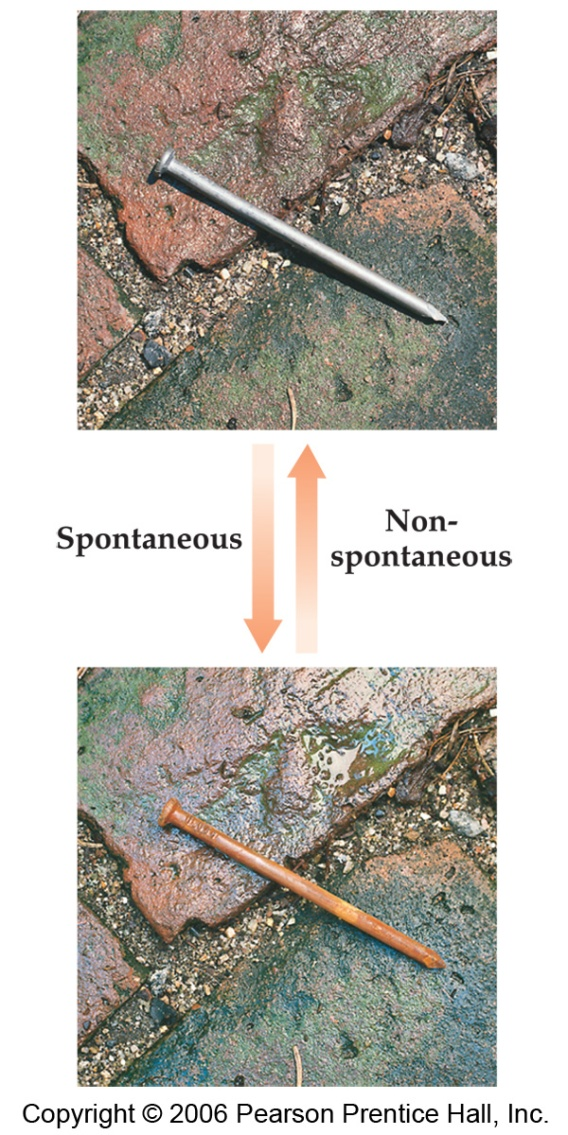 Spontaneous
Non-
spontaneous
Copyright © 2006 Pearson Prentice Hall, Inc.